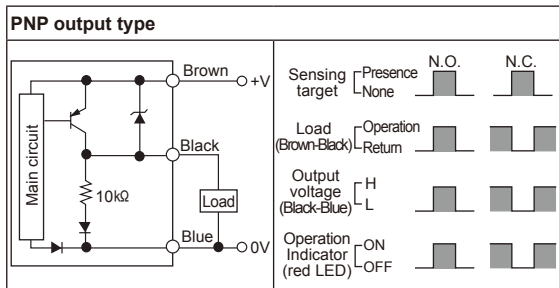 PNP output type
Main circuit
10kΩ
Brown
+V
Black
Load
Blue
0V
N.O.
N.C.
Sensing target
Presence
None
Load
(Brown-Black)
Operation
Return
Output voltage
(Black-Blue)
H
L
Operation Indicator
(red LED)
ON
OFF